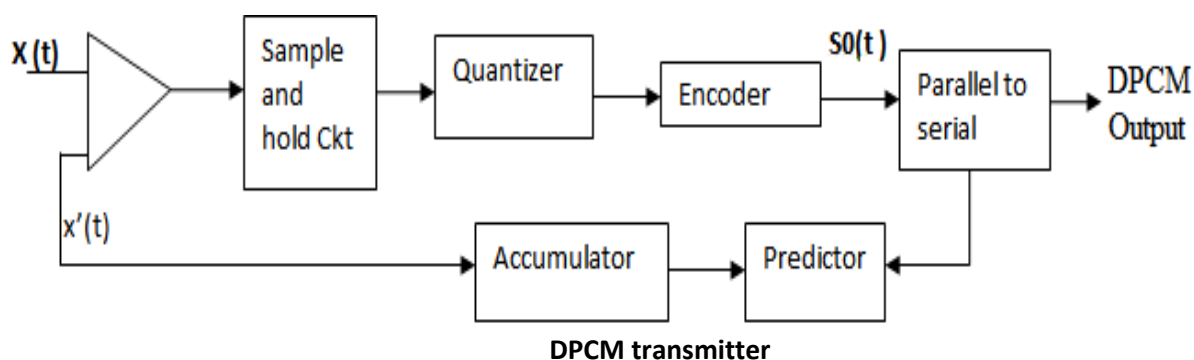 X (t)
Sample
and
hold Ckt
Quantizer
Encoder
S0(t )
Parallel to
serial
DPCM
Output
x’(t)
Accumulator
Predictor
DPCM transmitter